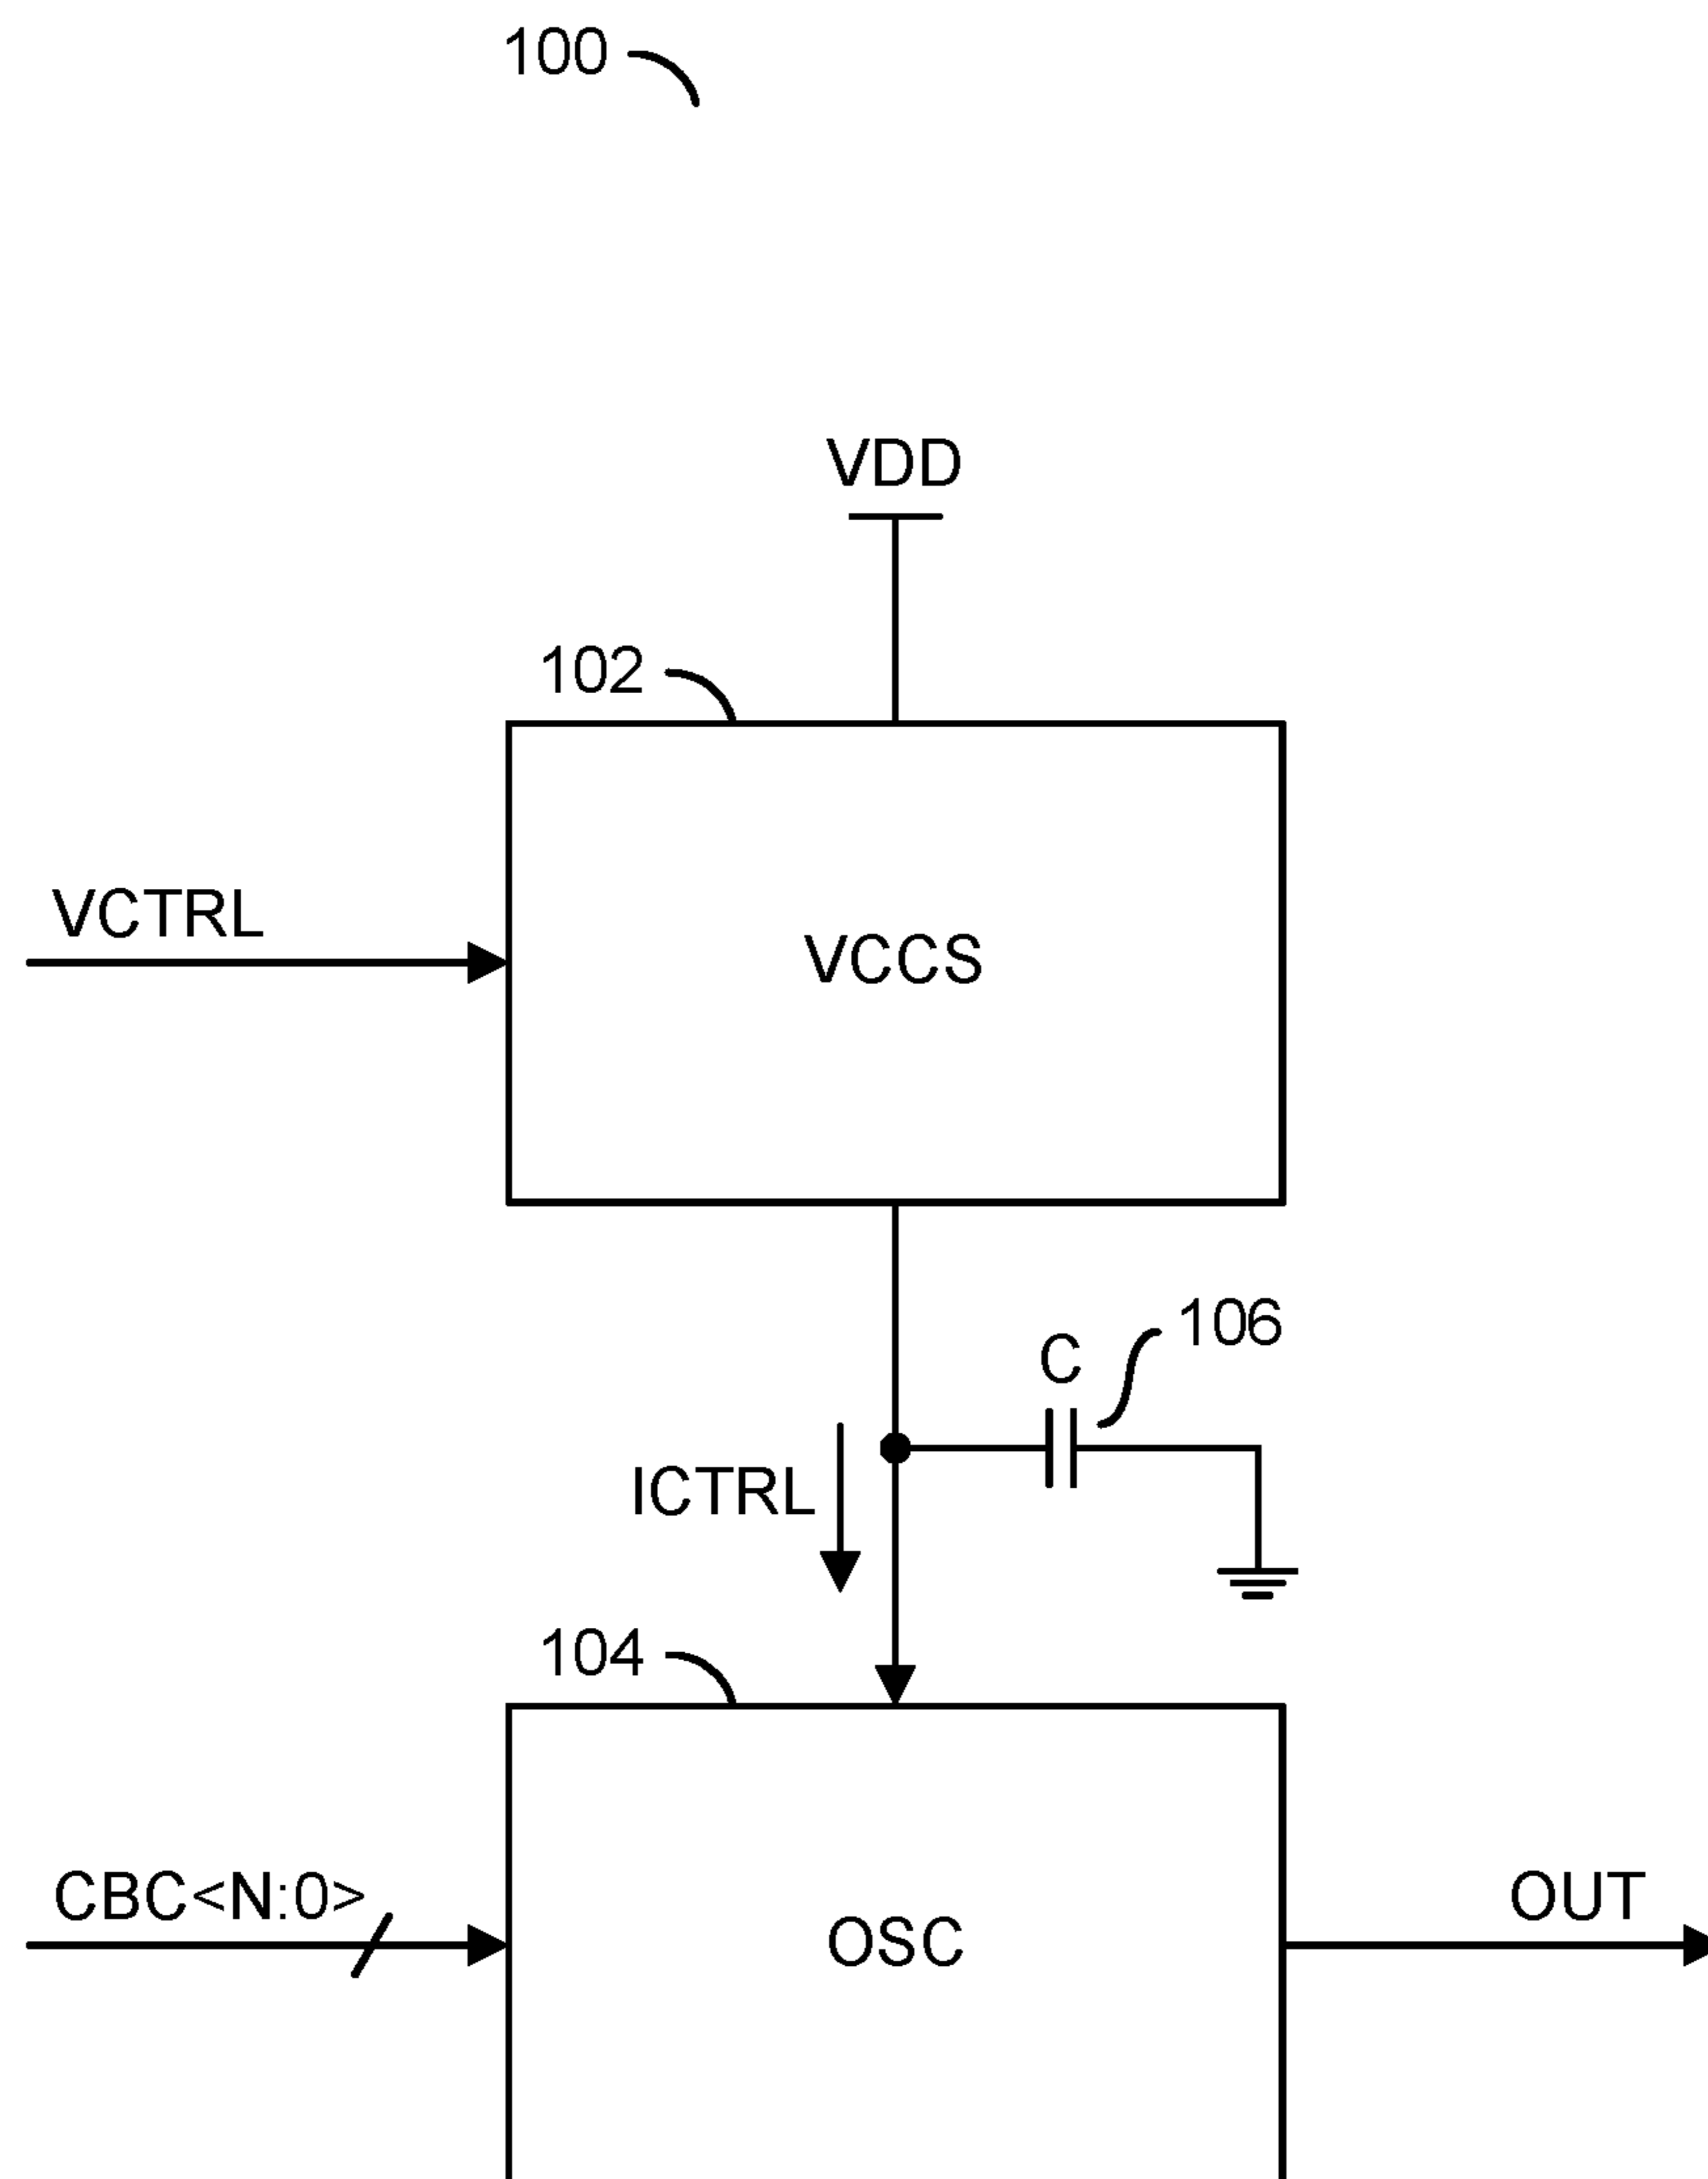 100
VDD
102
VCTRL
VCCS
106
C
ICTRL
104
CBC<N:0>
OUT
OSC